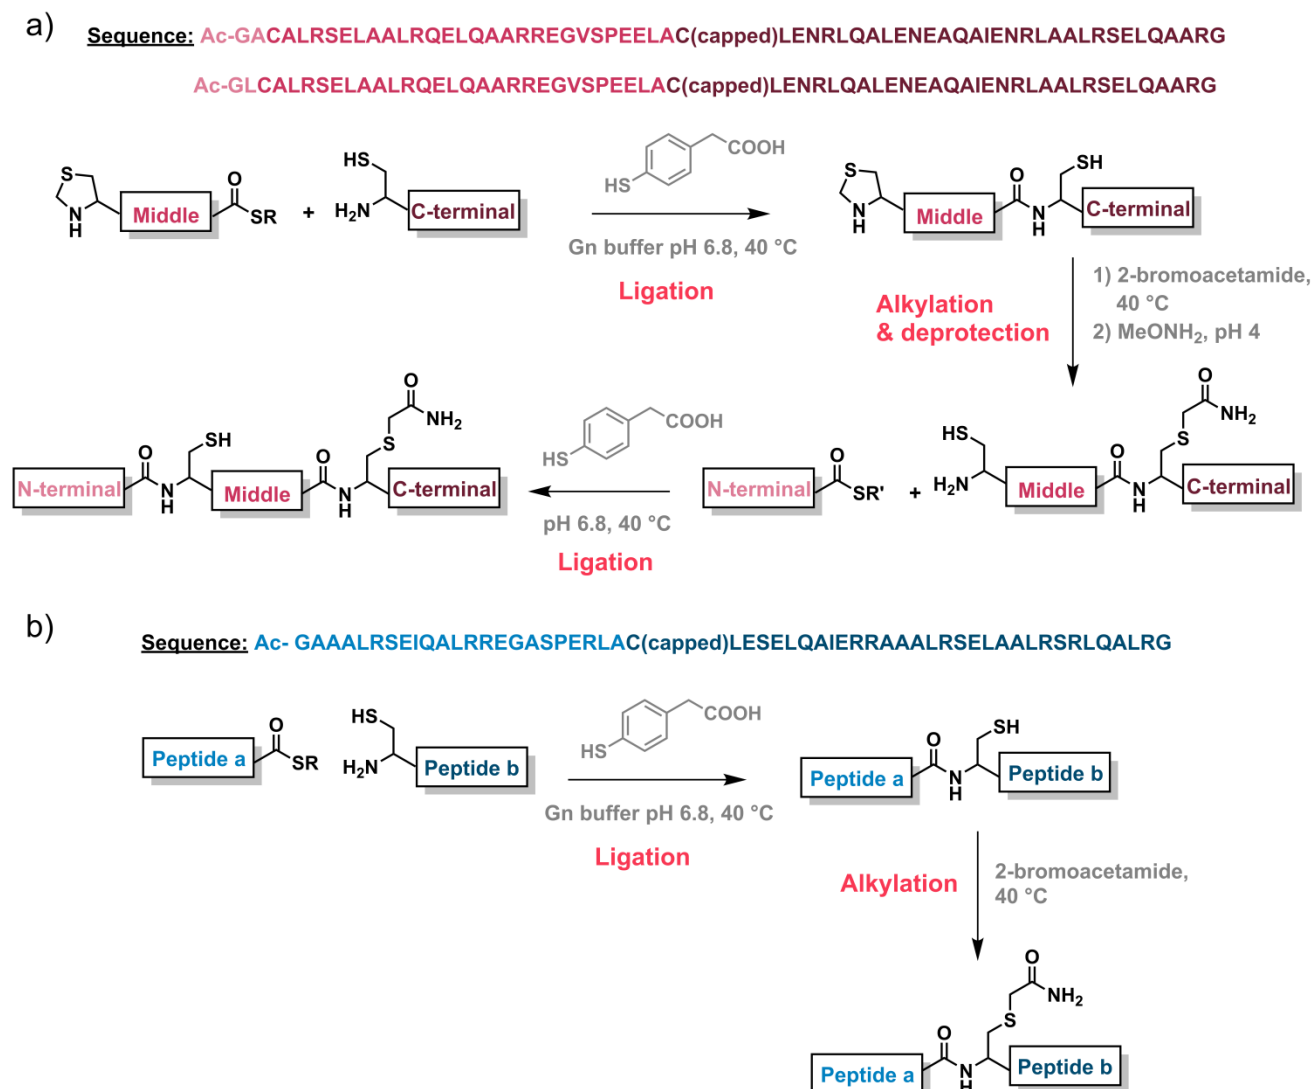 a)
Sequence: Ac-GACALRSELAALRQELQAARREGVSPEELAC(capped)LENRLQALENEAQAIENRLAALRSELQAARG
Ac-GLCALRSELAALRQELQAARREGVSPEELAC(capped)LENRLQALENEAQAIENRLAALRSELQAARG
S
N
H
Middle
O
SR
+
HS
H2N
C-terminal
HS
COOH
Gn buffer pH 6.8, 40 °C
Ligation
S
N
H
Middle
O
N
H
SH
C-terminal
Alkylation
& deprotection
1) 2-bromoacetamide,
40 °C
2) MeONH2, pH 4
N-terminal
O
N
H
SH
Middle
O
N
H
S
O
NH2
C-terminal
HS
COOH
pH 6.8, 40 °C
Ligation
N-terminal
O
SR'
+
HS
H2N
Middle
O
N
H
S
O
NH2
C-terminal
b)
Sequence: Ac- GAAALRSEIQALRREGASPERLAC(capped)LESELQAIERRAAALRSELAALRSRLQALRG
Peptide a
O
SR
HS
H2N
Peptide b
HS
COOH
Gn buffer pH 6.8, 40 °C
Ligation
Peptide a
O
N
H
SH
Peptide b
Alkylation
2-bromoacetamide,
40 °C
Peptide a
O
N
H
S
O
NH2
Peptide b